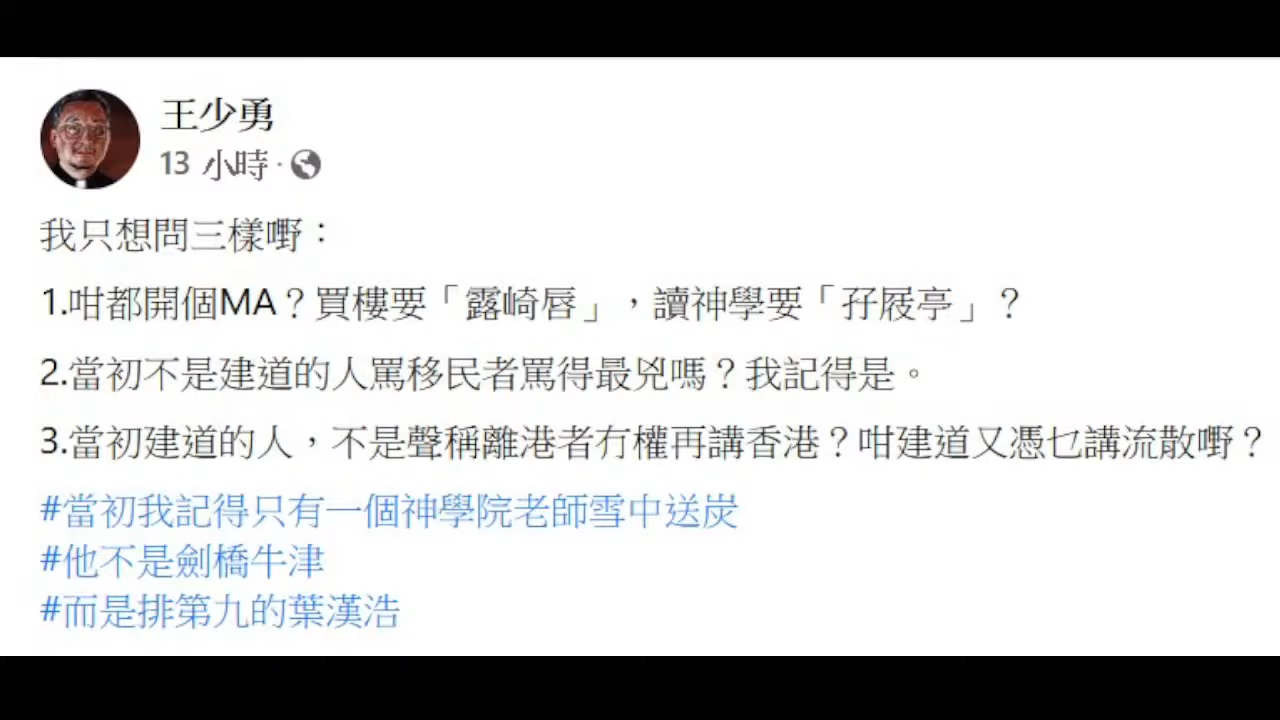 王少勇
13 小時 ·
我只想問三樣嘢：
1.咁都開個MA？買樓要「露崎唇」，讀神學要「孖屐亭」？
2.當初不是建道的人罵移民者罵得最兇嗎？我記得是。
3.當初建道的人，不是聲稱離港者冇權再講香港？咁建道又憑乜講流散嘢？
#當初我記得只有一個神學院老師雪中送炭
#他不是劍橋牛津
#而是排第九的葉漢浩